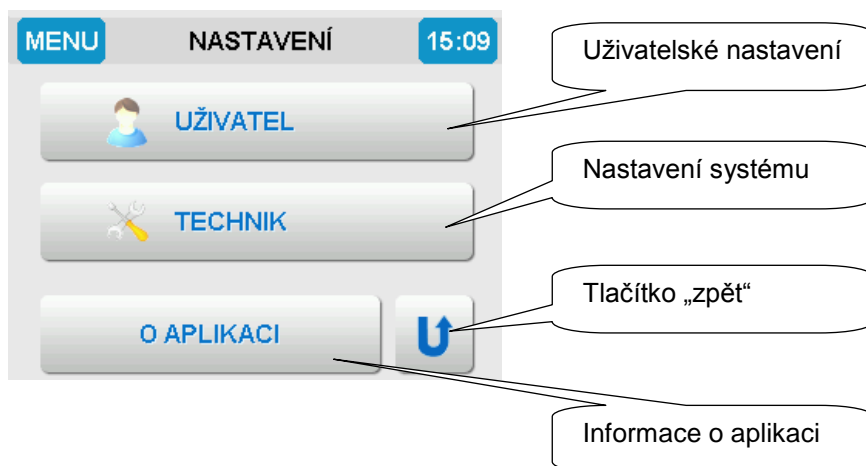 MENU NASTAVENÍ 15:09
Uživatelské nastavení
UŽIVATEL
Nastavení systému
TECHNIK
Tlačítko „zpět“
O APLIKACI
Informace o aplikaci